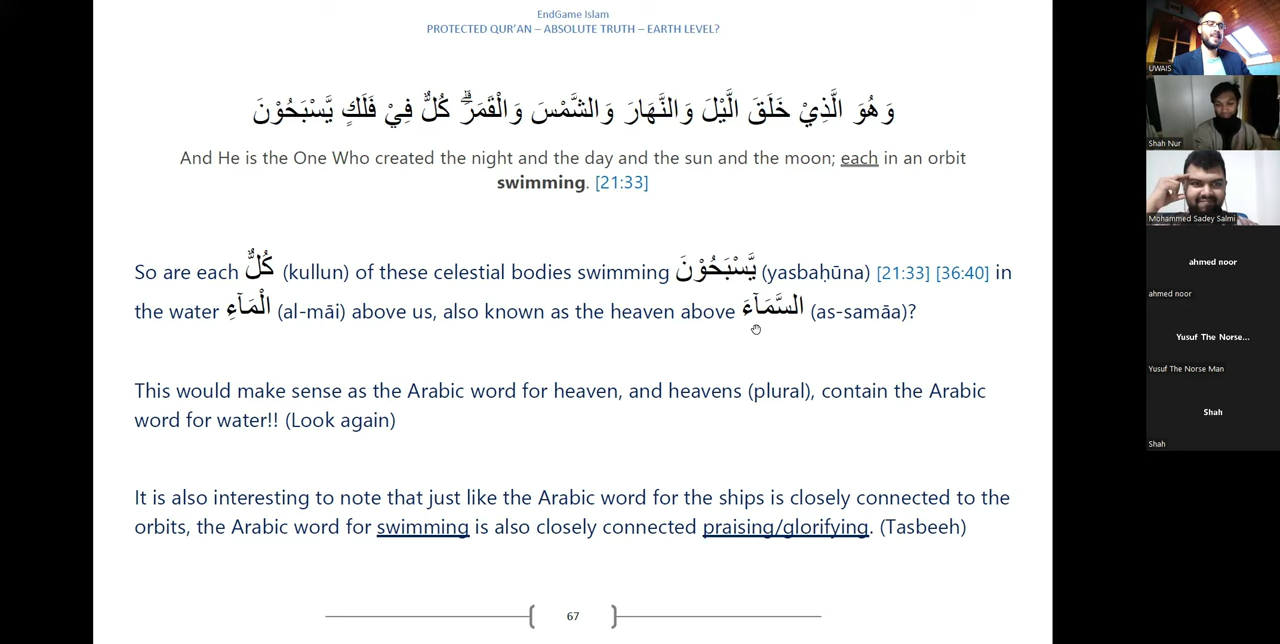 EndGame Islam
PROTECTED QUR'AN – ABSOLUTE TRUTH – EARTH LEVEL?
وَهُوَ الَّذِيْ خَلَقَ الَّيْلَ وَالنَّهَارَ وَالشَّمْسَ وَالْقَمَرَؕ كُلٌّ فِيْ فَلَكٍ يَّسْبَحُوْنَ
And He is the One Who created the night and the day and the sun and the moon; each in an orbit
swimming. [21:33]
So are each كُلٌّ (kullun) of these celestial bodies swimming يَّسْبَحُوْنَ (yasbaḥūna) [21:33] [36:40] in
the water الْمَآءِ (al-māi) above us, also known as the heaven above السَّمَآءَ (as-samāa)?
This would make sense as the Arabic word for heaven, and heavens (plural), contain the Arabic
word for water!! (Look again)
It is also interesting to note that just like the Arabic word for the ships is closely connected to the
orbits, the Arabic word for swimming is also closely connected praising/glorifying. (Tasbeeh)
67
UWAIS
Shah Nur
Mohammed Sadey Salmi
ahmed noor
ahmed noor
Yusuf The Norse...
Yusuf The Norse Man
Shah
Shah